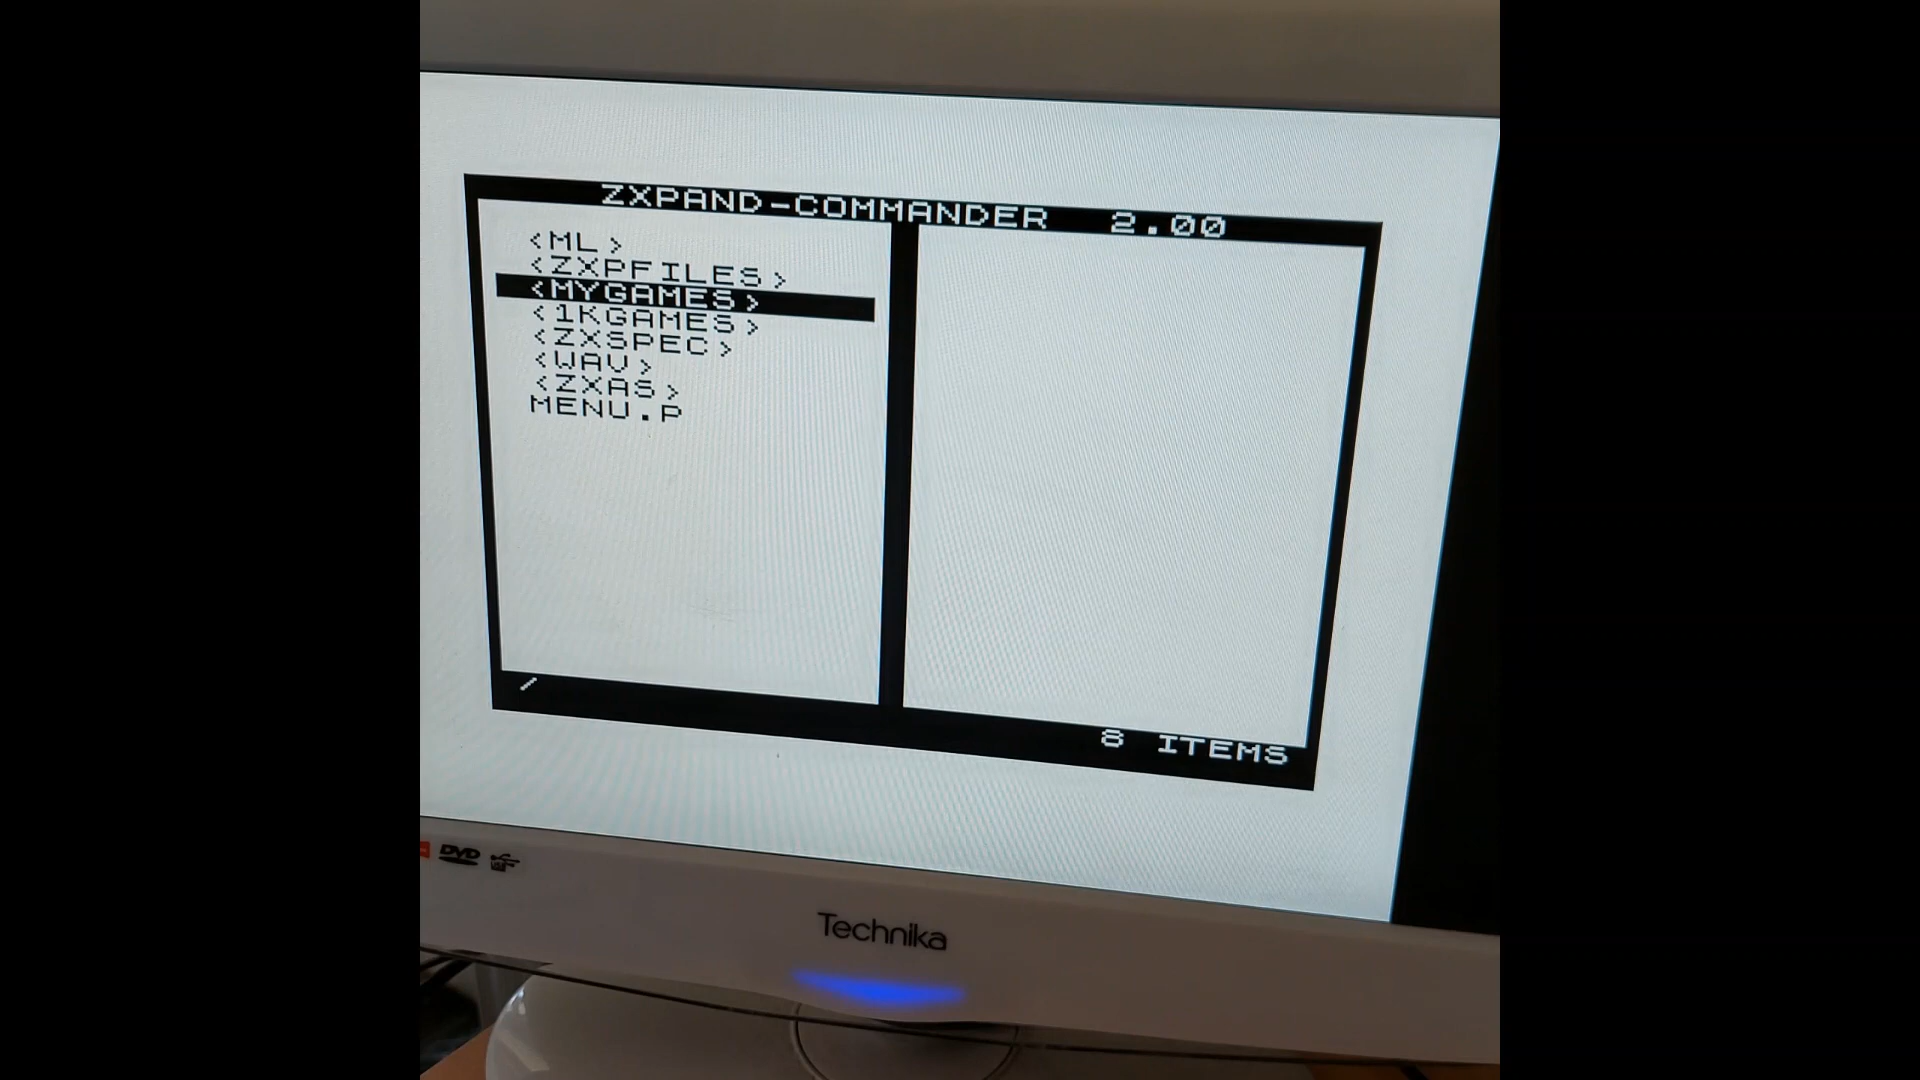 ZXPAND-COMMANDER 2.00
<ML>
<ZXPFILES>
<MYGAMES>
<1KGAMES>
<ZXSPEC>
<WAV>
<ZXAS>
MENU.P
/
8 ITEMS
DVD
Technika